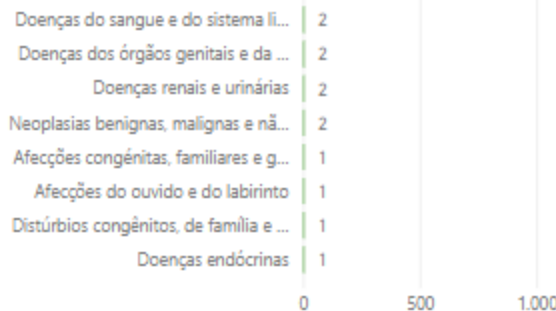 Doenças do sangue e do sistema li... 2
Doenças dos órgãos genitais e da ... 2
Doenças renais e urinárias 2
Neoplasias benignas, malignas e nã... 2
Afecções congénitas, familiares e g... 1
Afecções do ouvido e do labirinto 1
Distúrbios congênitos, de família e ... 1
Doenças endócrinas 1
0 500 1.000